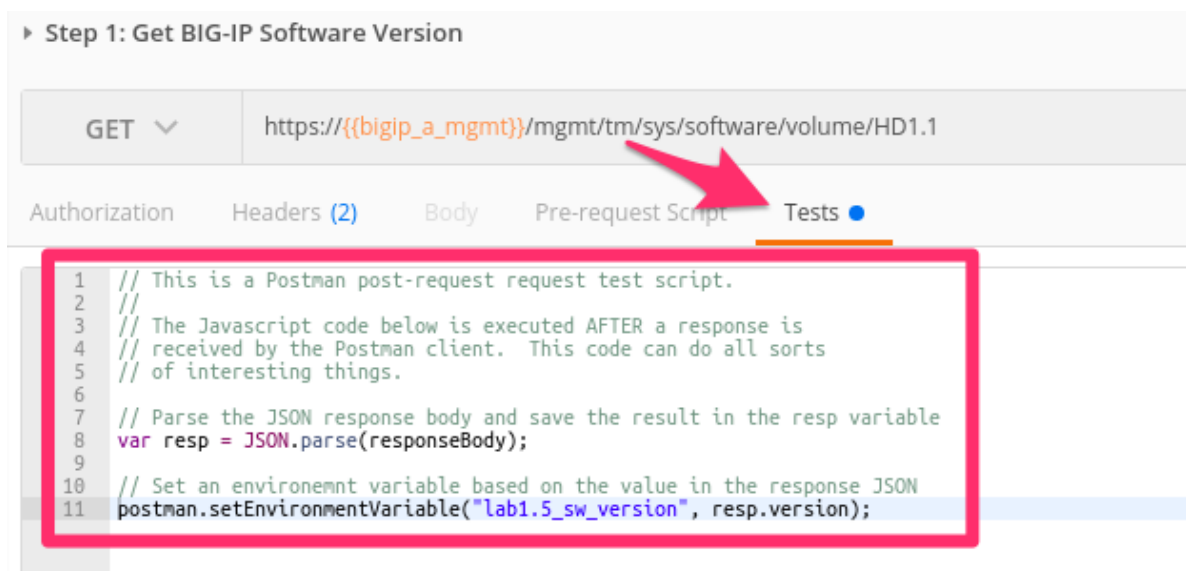 Step 1: Get BIG-IP Software Version
GET https://{{bigip_a_mgmt}}/mgmt/tm/sys/software/volume/HD1.1
Authorization Headers (2) Body Pre-request Script Tests
1 // This is a Postman post-request request test script.
2 //
3 // The Javascript code below is executed AFTER a response is
4 // received by the Postman client.  This code can do all sorts
5 // of interesting things.
6
7 // Parse the JSON response body and save the result in the resp variable
8 var resp = JSON.parse(responseBody);
9
10 // Set an environemnt variable based on the value in the response JSON
11 postman.setEnvironmentVariable("lab1.5_sw_version", resp.version);